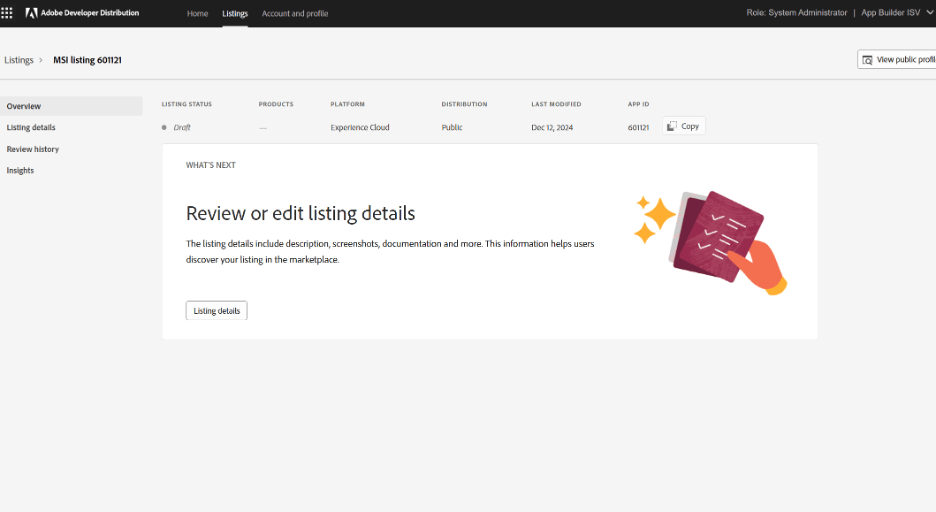 Adobe Developer Distribution Home Listings Account and profile Role: System Administrator | App Builder ISV
Listings > MSI listing 601121 View public profil
Overview
Listing details
Review history
Insights
LISTING STATUS PRODUCTS PLATFORM DISTRIBUTION LAST MODIFIED APP ID
Draft — Experience Cloud Public Dec 12, 2024 601121 Copy
WHAT'S NEXT
Review or edit listing details
The listing details include description, screenshots, documentation and more. This information helps users
discover your listing in the marketplace.
Listing details